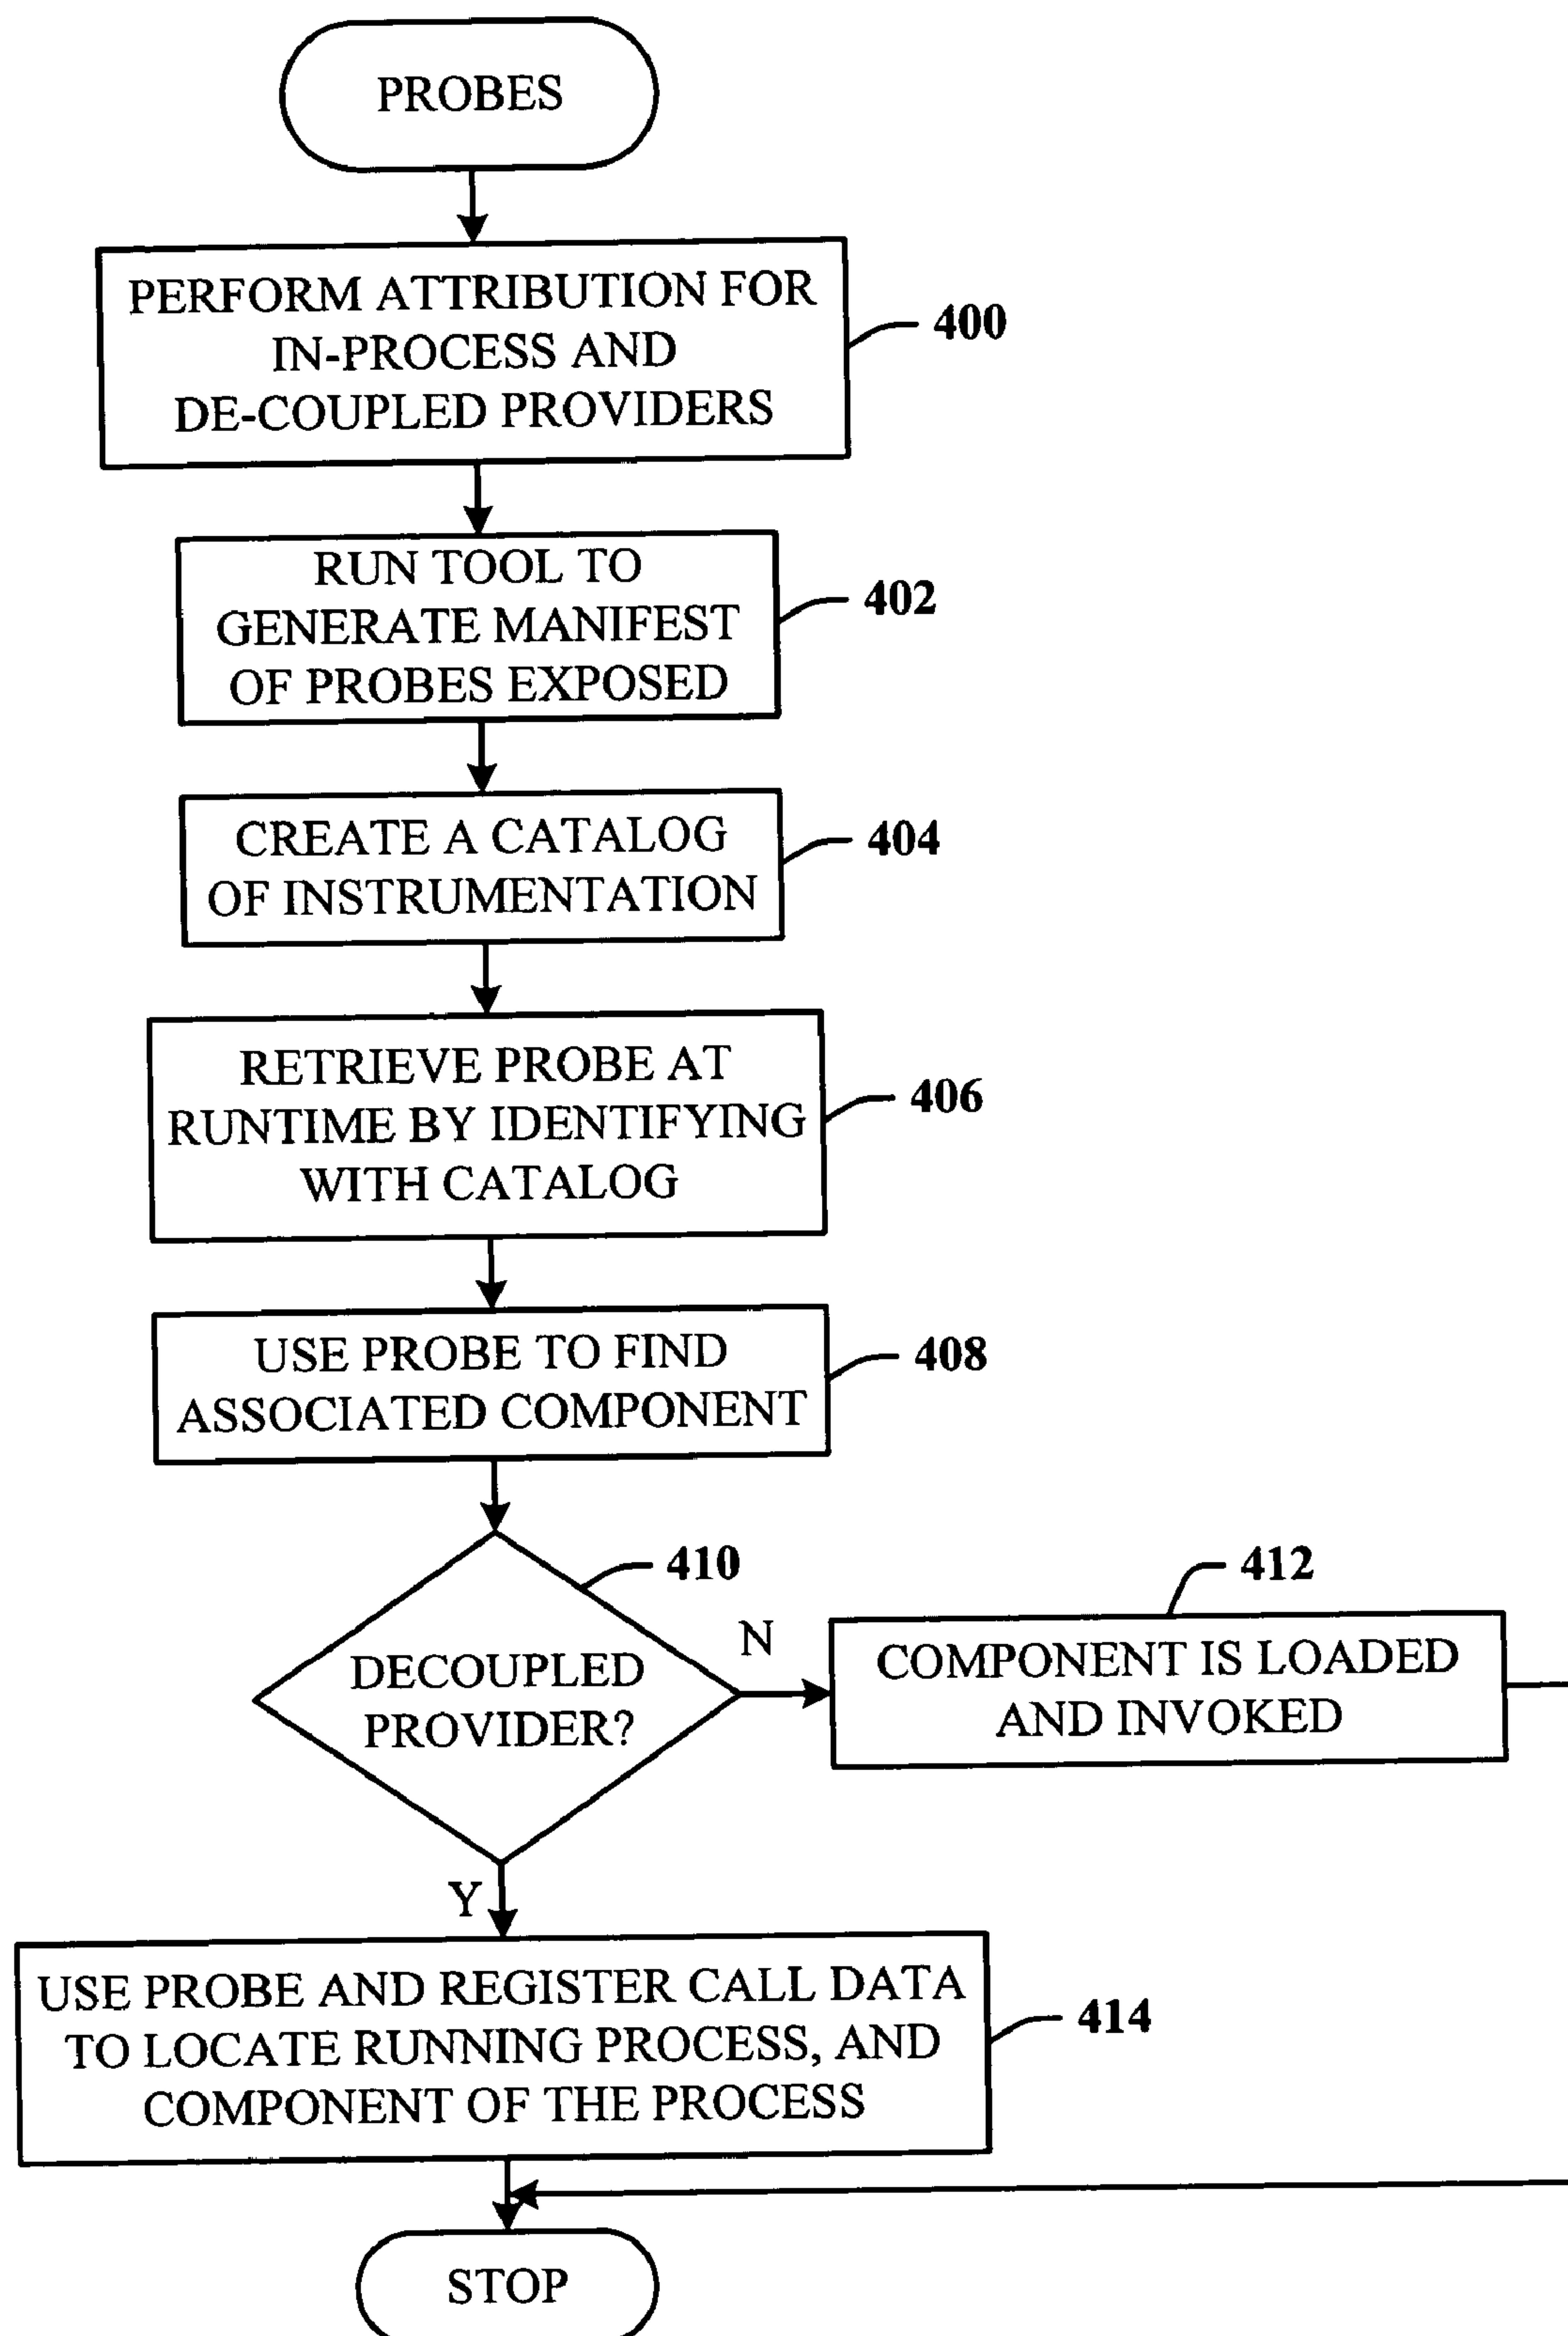 PROBES
PERFORM ATTRIBUTION FOR
IN-PROCESS AND
DE-COUPLED PROVIDERS
400
RUN TOOL TO
GENERATE MANIFEST
OF PROBES EXPOSED
402
CREATE A CATALOG
OF INSTRUMENTATION
404
RETRIEVE PROBE AT
RUNTIME BY IDENTIFYING
WITH CATALOG
406
USE PROBE TO FIND
ASSOCIATED COMPONENT
408
410
DECOUPLED
PROVIDER?
N
412
COMPONENT IS LOADED
AND INVOKED
Y
USE PROBE AND REGISTER CALL DATA
TO LOCATE RUNNING PROCESS, AND
COMPONENT OF THE PROCESS
414
STOP